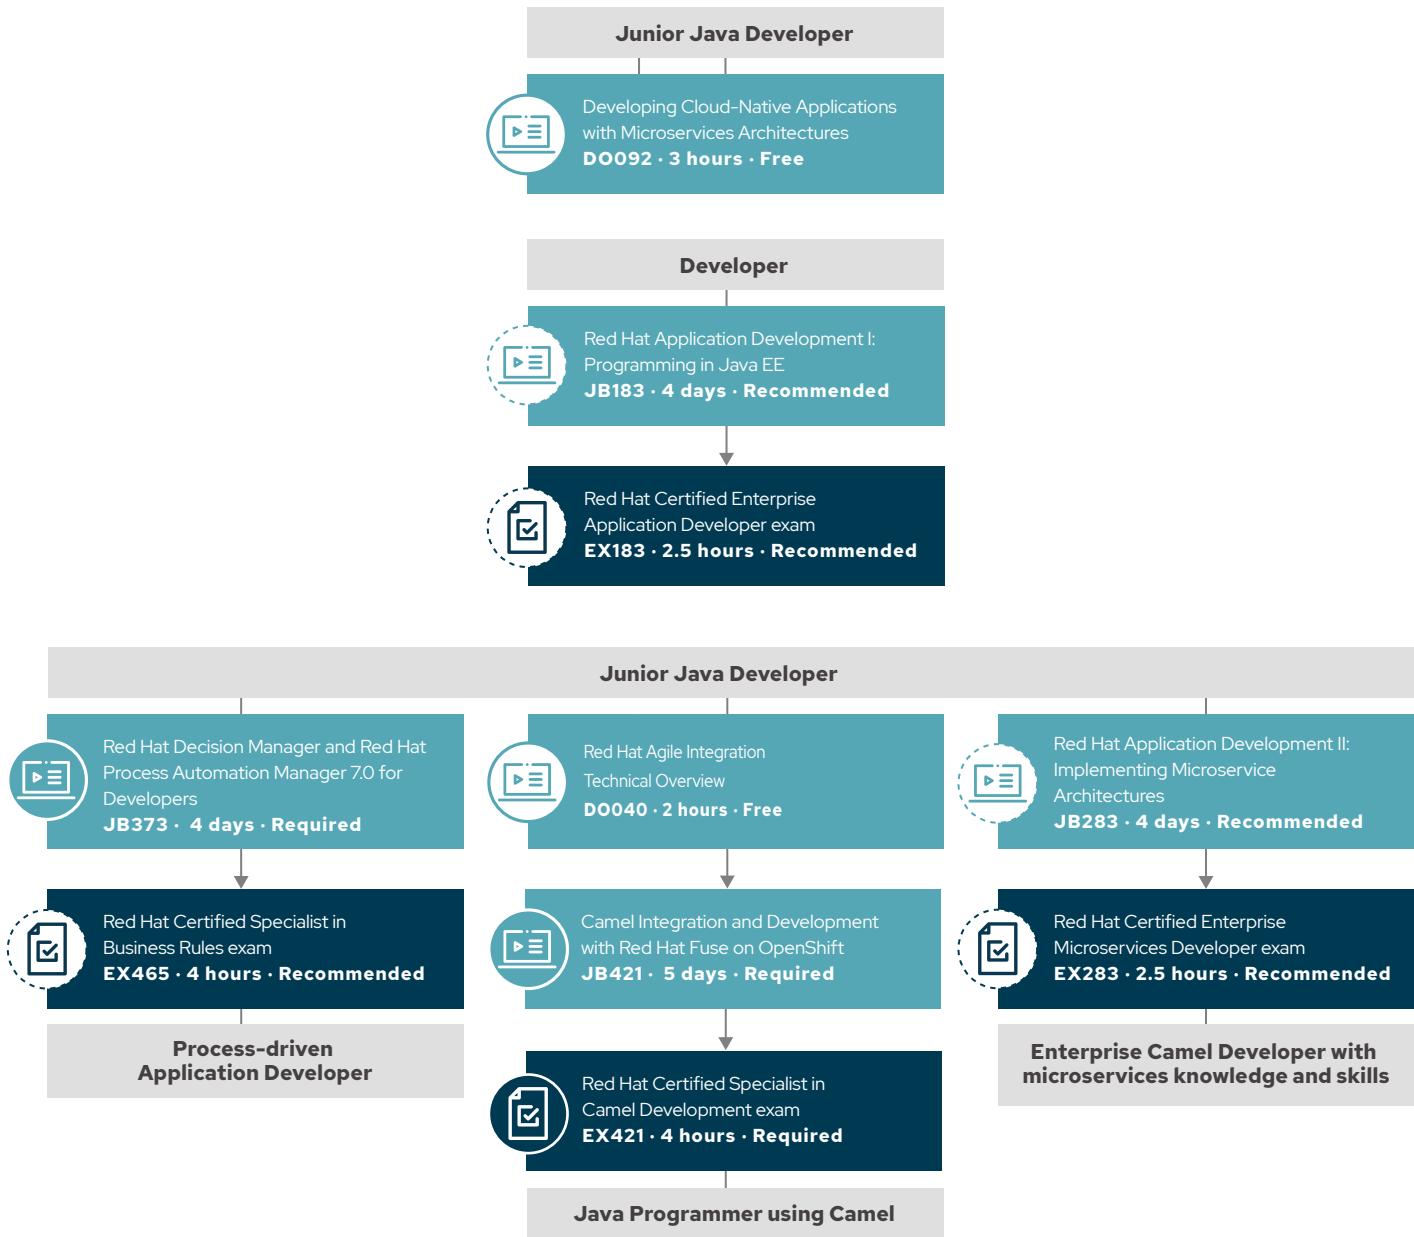 Junior Java Developer
Developing Cloud-Native Applications
with Microservices Architectures
DO092 · 3 hours · Free
Developer
Red Hat Application Development I:
Programming in Java EE
JB183 · 4 days · Recommended
Red Hat Certified Enterprise
Application Developer exam
EX183 · 2.5 hours · Recommended
Junior Java Developer
Red Hat Decision Manager and Red Hat
Process Automation Manager 7.0 for
Developers
JB373 · 4 days · Required
Red Hat Certified Specialist in
Business Rules exam
EX465 · 4 hours · Recommended
Process-driven
Application Developer
Red Hat Agile Integration
Technical Overview
DO040 · 2 hours · Free
Camel Integration and Development
with Red Hat Fuse on OpenShift
JB421 · 5 days · Required
Red Hat Certified Specialist in
Camel Development exam
EX421 · 4 hours · Required
Java Programmer using Camel
Red Hat Application Development II:
Implementing Microservice
Architectures
JB283 · 4 days · Recommended
Red Hat Certified Enterprise
Microservices Developer exam
EX283 · 2.5 hours · Recommended
Enterprise Camel Developer with
microservices knowledge and skills